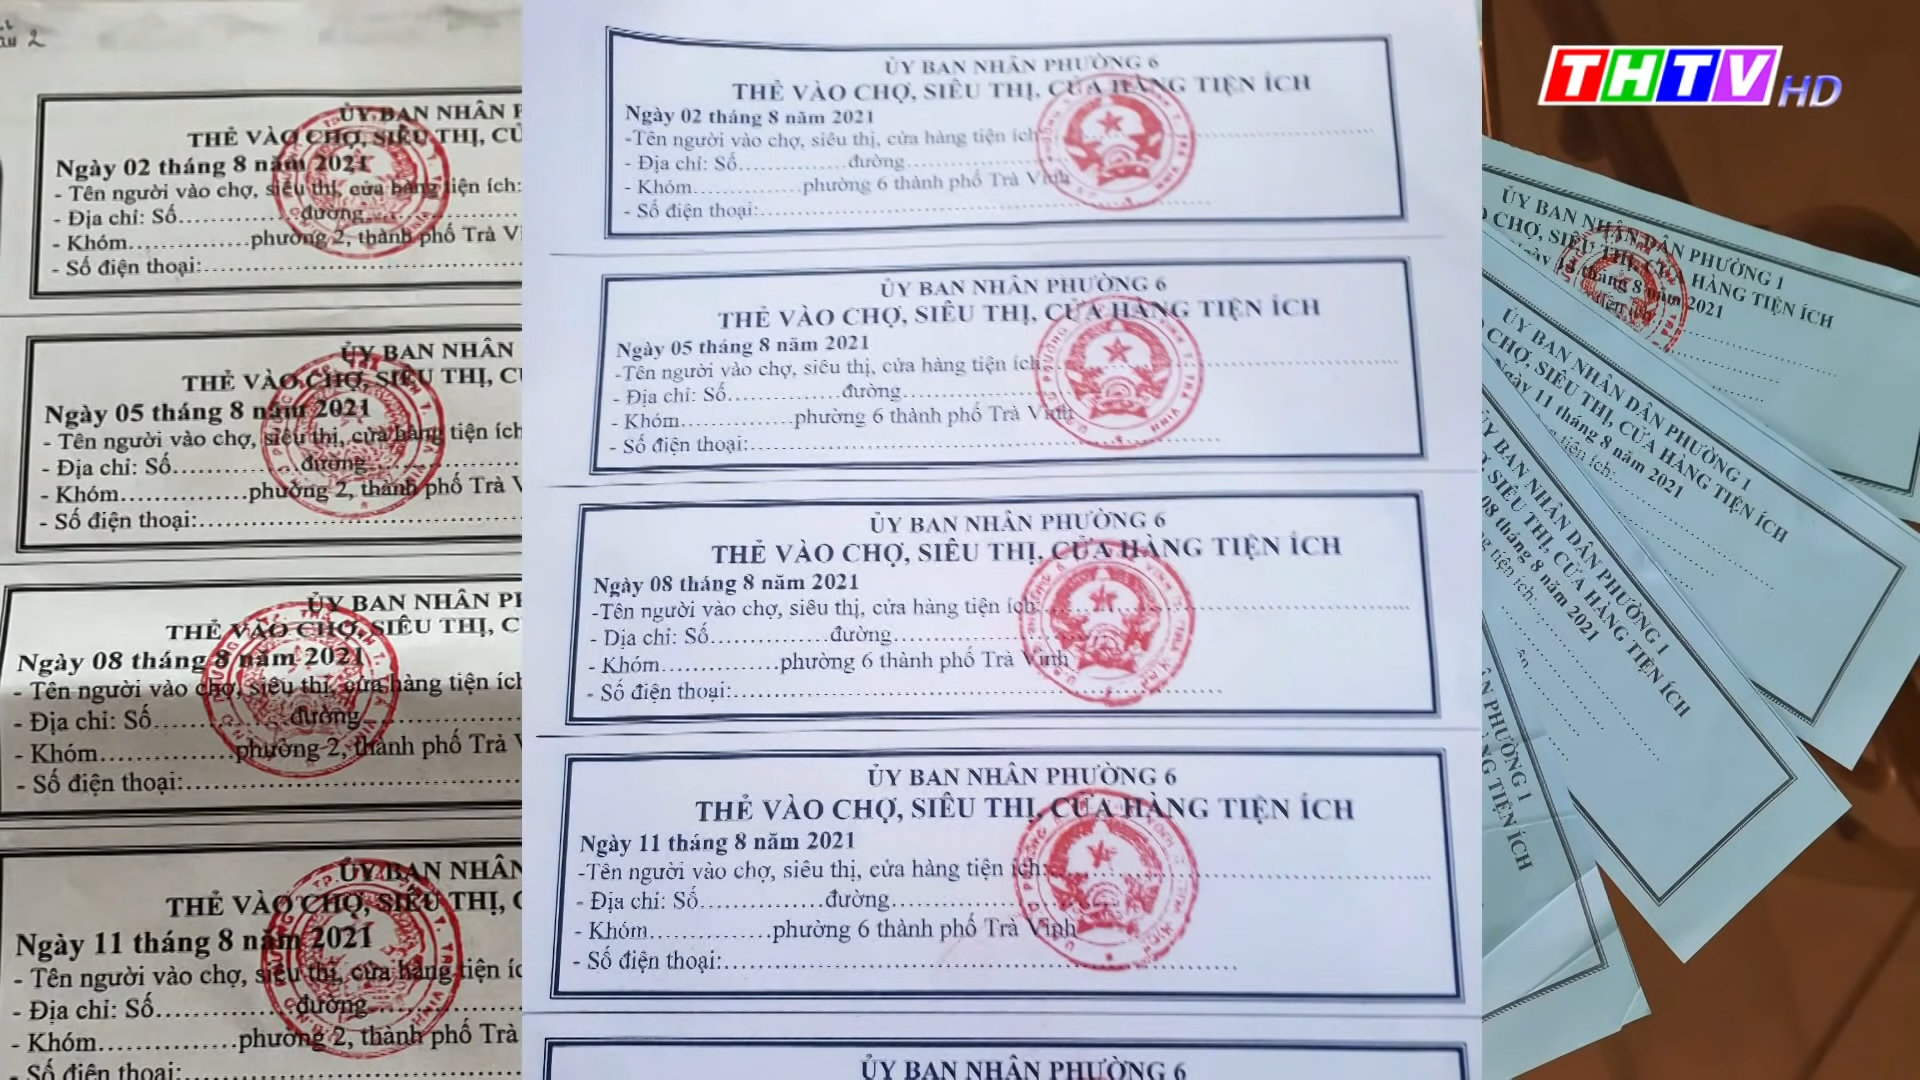 THTV HD
2
ỦY BAN NHÂN P
THẺ VÀO CHỢ, SIÊU THỊ, CỬ
Ngày 02 tháng 8 năm 2021
- Tên người vào chợ, siêu thị, cửa hàng tiện ích:
- Địa chỉ: Số....................đường
- Khóm....................phường 2, thành phố Trà Vi
- Số điện thoại:
ỦY BAN NHÂN
THẺ VÀO CHỢ, SIÊU THỊ, C
Ngày 05 tháng 8 năm 2021
- Tên người vào chợ, siêu thị, cửa hàng tiện ích
- Địa chỉ: Số....................đường
- Khóm....................phường 2, thành phố Trà V
- Số điện thoại:
ỦY BAN NHÂN P
THẺ VÀO CHỢ, SIÊU THỊ, C
Ngày 08 tháng 8 năm 2021
- Tên người vào chợ, siêu thị, cửa hàng tiện ích
- Địa chỉ: Số....................đường
- Khóm....................phường 2, thành phố Trà V
- Số điện thoại:
ỦY BAN NHÂN
THẺ VÀO CHỢ, SIÊU THỊ,
Ngày 11 tháng 8 năm 2021
- Tên người vào chợ, siêu thị, cửa hàng tiện íc
- Địa chỉ: Số....................đường
- Khóm....................phường 2, thành phố Trà
- Số điện thoại:
ỦY BAN NHÂN PHƯỜNG 6
THẺ VÀO CHỢ, SIÊU THỊ, CỬA HÀNG TIỆN ÍCH
Ngày 02 tháng 8 năm 2021
-Tên người vào chợ, siêu thị, cửa hàng tiện ích
- Địa chỉ: Số....................đường....................
- Khóm....................phường 6 thành phố Trà Vinh
- Số điện thoại:
ỦY BAN NHÂN PHƯỜNG 6
THẺ VÀO CHỢ, SIÊU THỊ, CỬA HÀNG TIỆN ÍCH
Ngày 05 tháng 8 năm 2021
-Tên người vào chợ, siêu thị, cửa hàng tiện ích
- Địa chỉ: Số....................đường....................
- Khóm....................phường 6 thành phố Trà Vinh
- Số điện thoại:
ỦY BAN NHÂN PHƯỜNG 6
THẺ VÀO CHỢ, SIÊU THỊ, CỬA HÀNG TIỆN ÍCH
Ngày 08 tháng 8 năm 2021
-Tên người vào chợ, siêu thị, cửa hàng tiện ích:
- Địa chỉ: Số....................đường....................
- Khóm....................phường 6 thành phố Trà Vinh
- Số điện thoại:
ỦY BAN NHÂN PHƯỜNG 6
THẺ VÀO CHỢ, SIÊU THỊ, CỬA HÀNG TIỆN ÍCH
Ngày 11 tháng 8 năm 2021
-Tên người vào chợ, siêu thị, cửa hàng tiện ích:
- Địa chỉ: Số....................đường....................
- Khóm....................phường 6 thành phố Trà Vinh
- Số điện thoại:
ỦY BAN NHÂN PHƯỜNG 6
ỦY BAN NHÂN DÂN PHƯỜNG 1
CHỢ, SIÊU THỊ, CỬA HÀNG TIỆN ÍCH
tháng 8 năm 2021
ỦY BAN NHÂN DÂN PHƯỜNG 1
CHỢ, SIÊU THỊ, CỬA HÀNG TIỆN ÍCH
Ngày 11 tháng 8 năm 2021
tiện ích:
ỦY BAN NHÂN DÂN PHƯỜNG 1
SIÊU THỊ, CỬA HÀNG TIỆN ÍCH
08 tháng 8 năm 2021
tiện ích:
N PHƯỜNG 1
NG TIỆN ÍCH